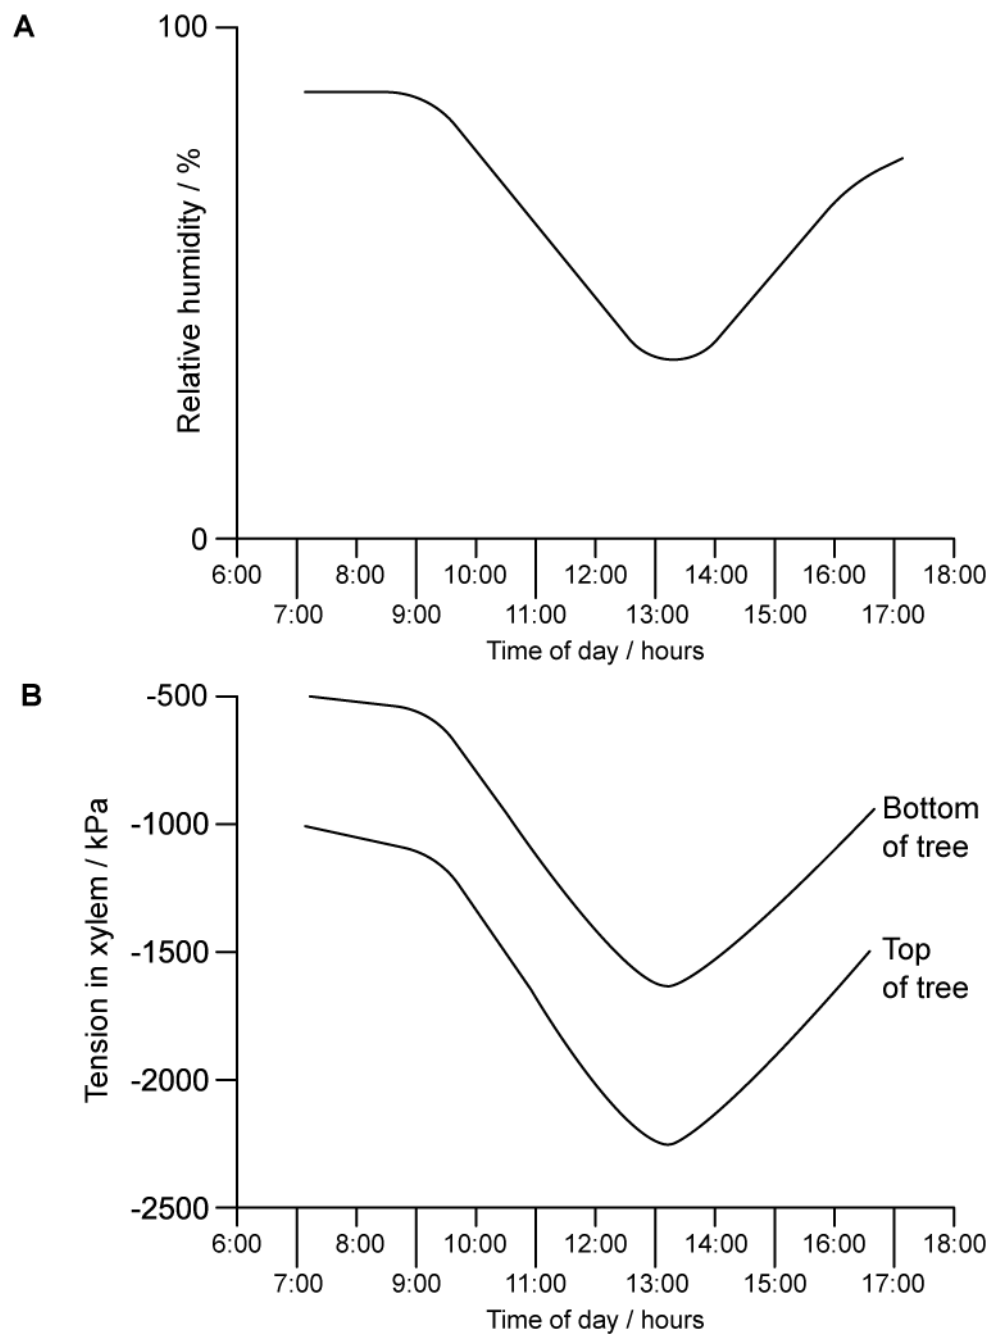 A
100
Relative humidity / %
0
6:00 8:00 10:00 12:00 14:00 16:00 18:00
7:00 9:00 11:00 13:00 15:00 17:00
Time of day / hours
B
-500
-1000
-1500
-2000
-2500
Tension in xylem / kPa
Bottom
of tree
Top
of tree
6:00 8:00 10:00 12:00 14:00 16:00 18:00
7:00 9:00 11:00 13:00 15:00 17:00
Time of day / hours